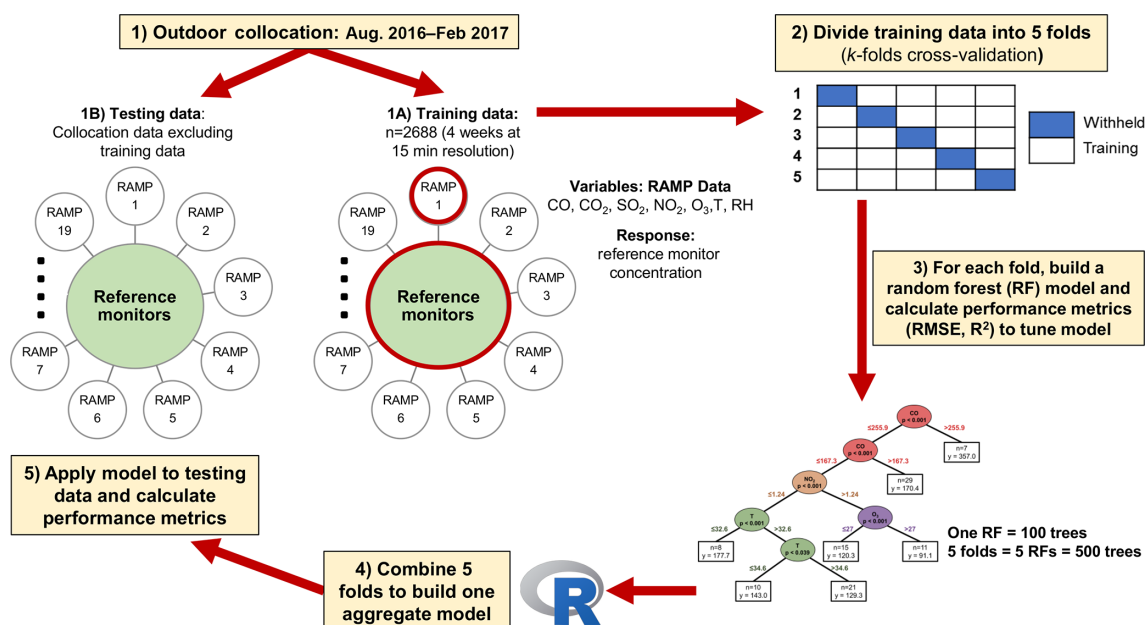 1) Outdoor collocation: Aug. 2016–Feb 2017
1B) Testing data:
Collocation data excluding
training data
RAMP
1
RAMP
2
RAMP
3
RAMP
4
RAMP
5
RAMP
6
RAMP
7
RAMP
19
Reference
monitors
1A) Training data:
n=2688 (4 weeks at
15 min resolution)
RAMP
1
RAMP
2
RAMP
3
RAMP
4
RAMP
5
RAMP
6
RAMP
7
RAMP
19
Reference
monitors
Variables: RAMP Data
CO, CO₂, SO₂, NO₂, O₃,T, RH
Response:
reference monitor
concentration
2) Divide training data into 5 folds
(k-folds cross-validation)
1
2
3
4
5
Withheld
Training
3) For each fold, build a
random forest (RF) model and
calculate performance metrics
(RMSE, R²) to tune model
CO
p < 0.001
≤255.9
>255.9
CO
p < 0.001
n=7
y = 357.0
≤167.3
>167.3
NO₂
p < 0.001
n=29
y = 170.4
≤1.24
>1.24
T
p < 0.001
O₃
p < 0.001
≤32.6
>32.6
≤27
>27
n=8
y = 177.7
T
p < 0.039
n=15
y = 120.3
n=11
y = 91.1
≤34.6
>34.6
n=10
y = 143.0
n=21
y = 129.3
One RF = 100 trees
5 folds = 5 RFs = 500 trees
R
4) Combine 5
folds to build one
aggregate model
5) Apply model to testing
data and calculate
performance metrics